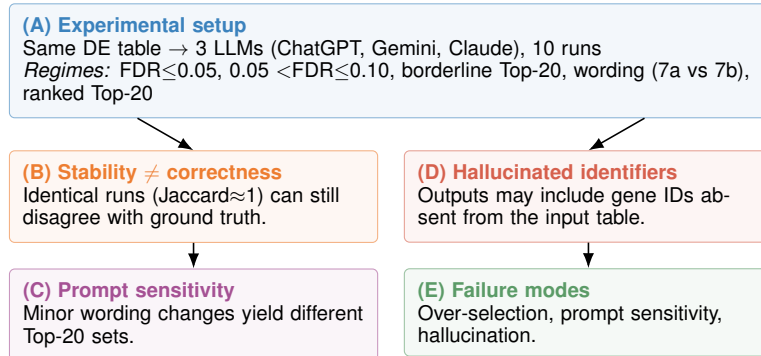 (A) Experimental setup
Same DE table → 3 LLMs (ChatGPT, Gemini, Claude), 10 runs
Regimes: FDR≤0.05, 0.05 <FDR≤0.10, borderline Top-20, wording (7a vs 7b),
ranked Top-20
(B) Stability ≠ correctness
Identical runs (Jaccard≈1) can still
disagree with ground truth.
(D) Hallucinated identifiers
Outputs may include gene IDs ab-
sent from the input table.
(C) Prompt sensitivity
Minor wording changes yield different
Top-20 sets.
(E) Failure modes
Over-selection, prompt sensitivity,
hallucination.